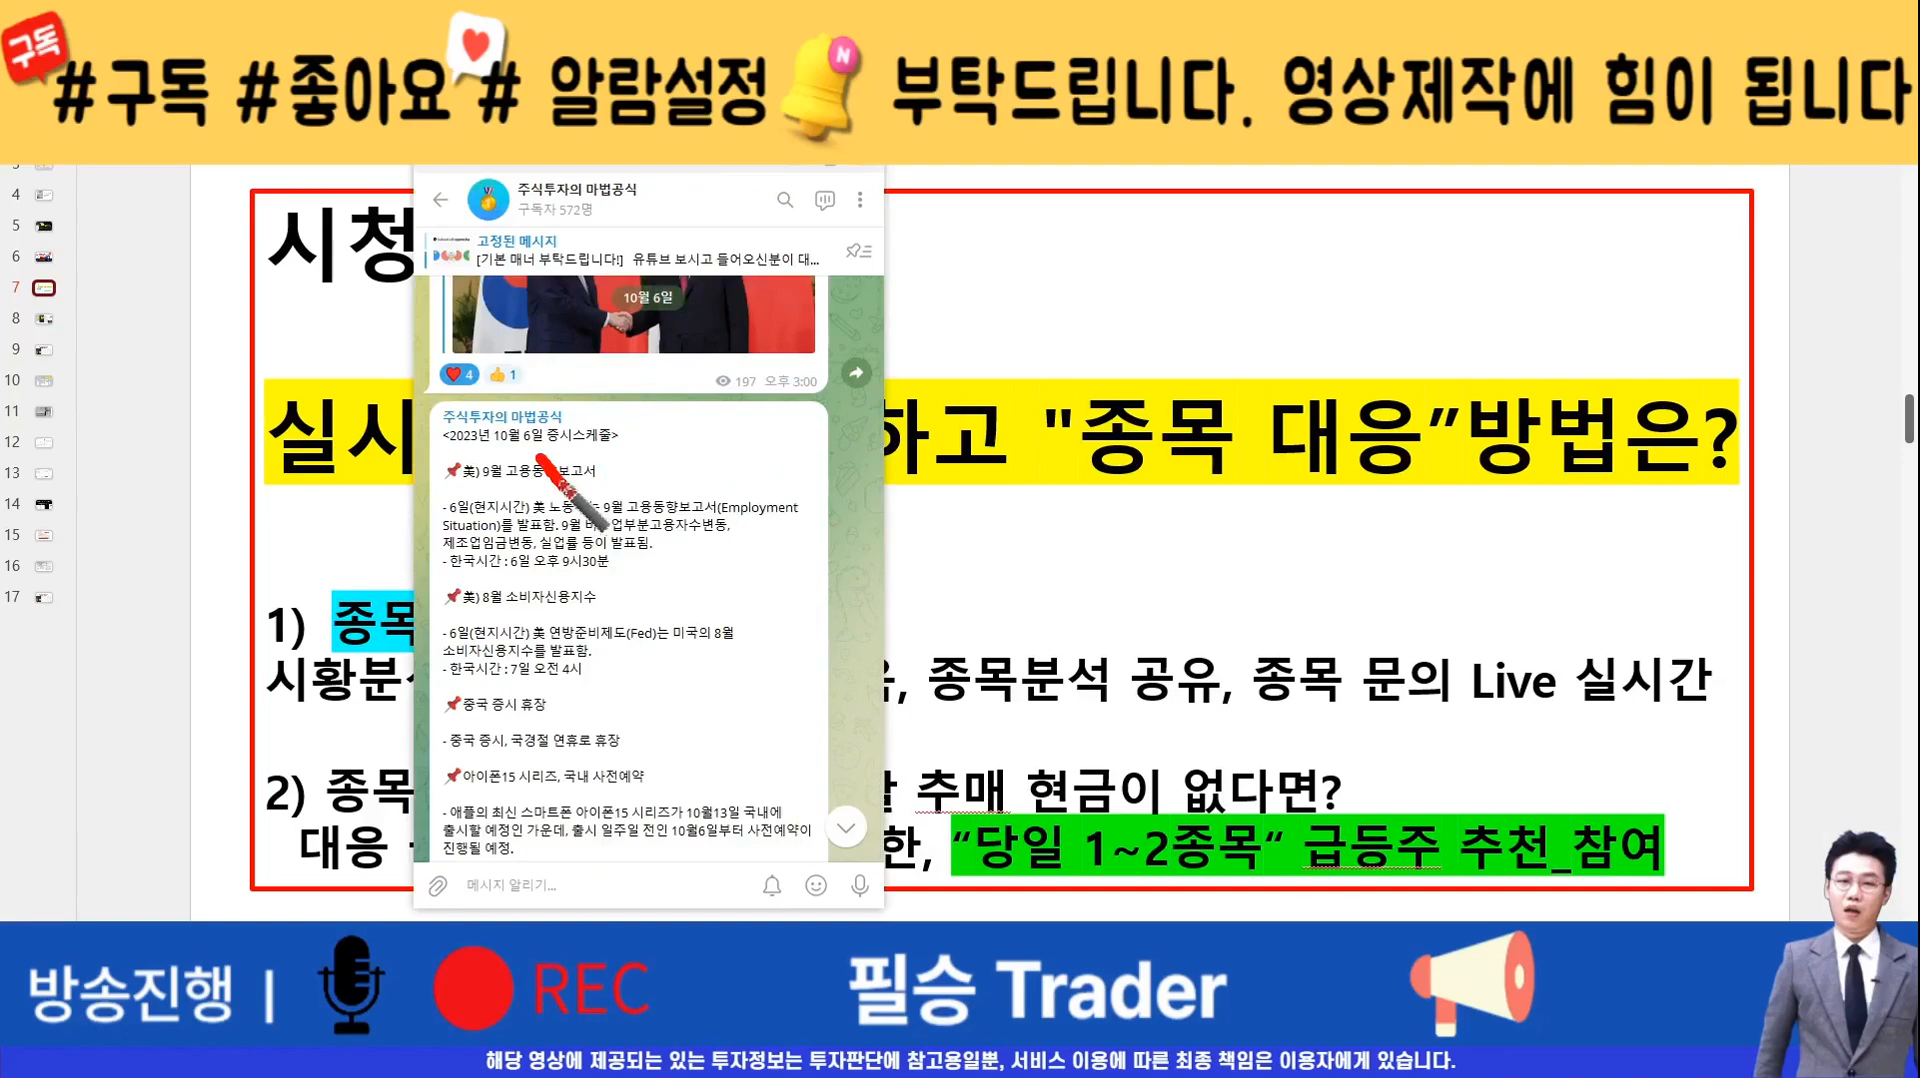 구독
#구독 #좋아요 # 알람설정 부탁드립니다. 영상제작에 힘이 됩니다
N
4
5
6
7
8
9
10
11
12
13
14
15
16
17
시청
실시
하고 "종목 대응”방법은?
1) 종목
시황분
, 종목분석 공유, 종목 문의 Live 실시간
2) 종목
추매 현금이 없다면?
대응
한, “당일 1~2종목“ 급등주 추천_참여
주식투자의 마법공식
구독자 572명
고정된 메시지
[기본 매너 부탁드립니다!] 유튜브 보시고 들어오신분이 대...
10월 6일
4
1
197 오후 3:00
주식투자의 마법공식
<2023년 10월 6일 증시스케줄>
美) 9월 고용동 보고서
- 6일(현지시간) 美 노동 9월 고용동향보고서(Employment
Situation)를 발표함. 9월 비 업부분고용자수변동,
제조업임금변동, 실업률 등이 발표됨.
- 한국시간 : 6일 오후 9시30분
美) 8월 소비자신용지수
- 6일(현지시간) 美 연방준비제도(Fed)는 미국의 8월
소비자신용지수를 발표함.
- 한국시간 : 7일 오전 4시
중국 증시 휴장
- 중국 증시, 국경절 연휴로 휴장
아이폰15 시리즈, 국내 사전예약
- 애플의 최신 스마트폰 아이폰15 시리즈가 10월13일 국내에
출시할 예정인 가운데, 출시 일주일 전인 10월6일부터 사전예약이
진행될 예정.
메시지 알리기...
방송진행 |
REC
필승 Trader
해당 영상에 제공되는 있는 투자정보는 투자판단에 참고용일뿐, 서비스 이용에 따른 최종 책임은 이용자에게 있습니다.